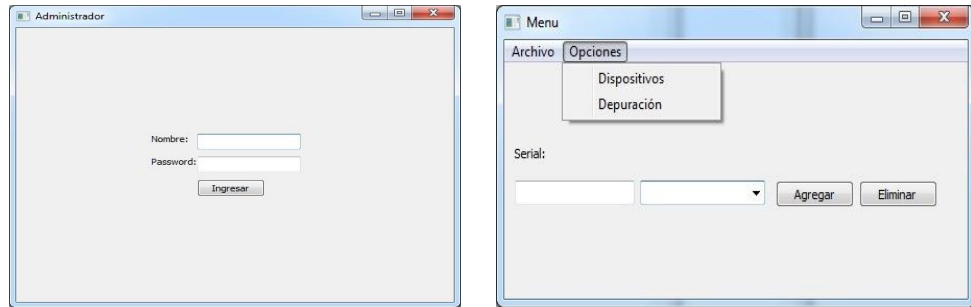 Administrador
Nombre:
Password:
Ingresar
Menu
Archivo Opciones
Dispositivos
Depuración
Serial:
Agregar Eliminar